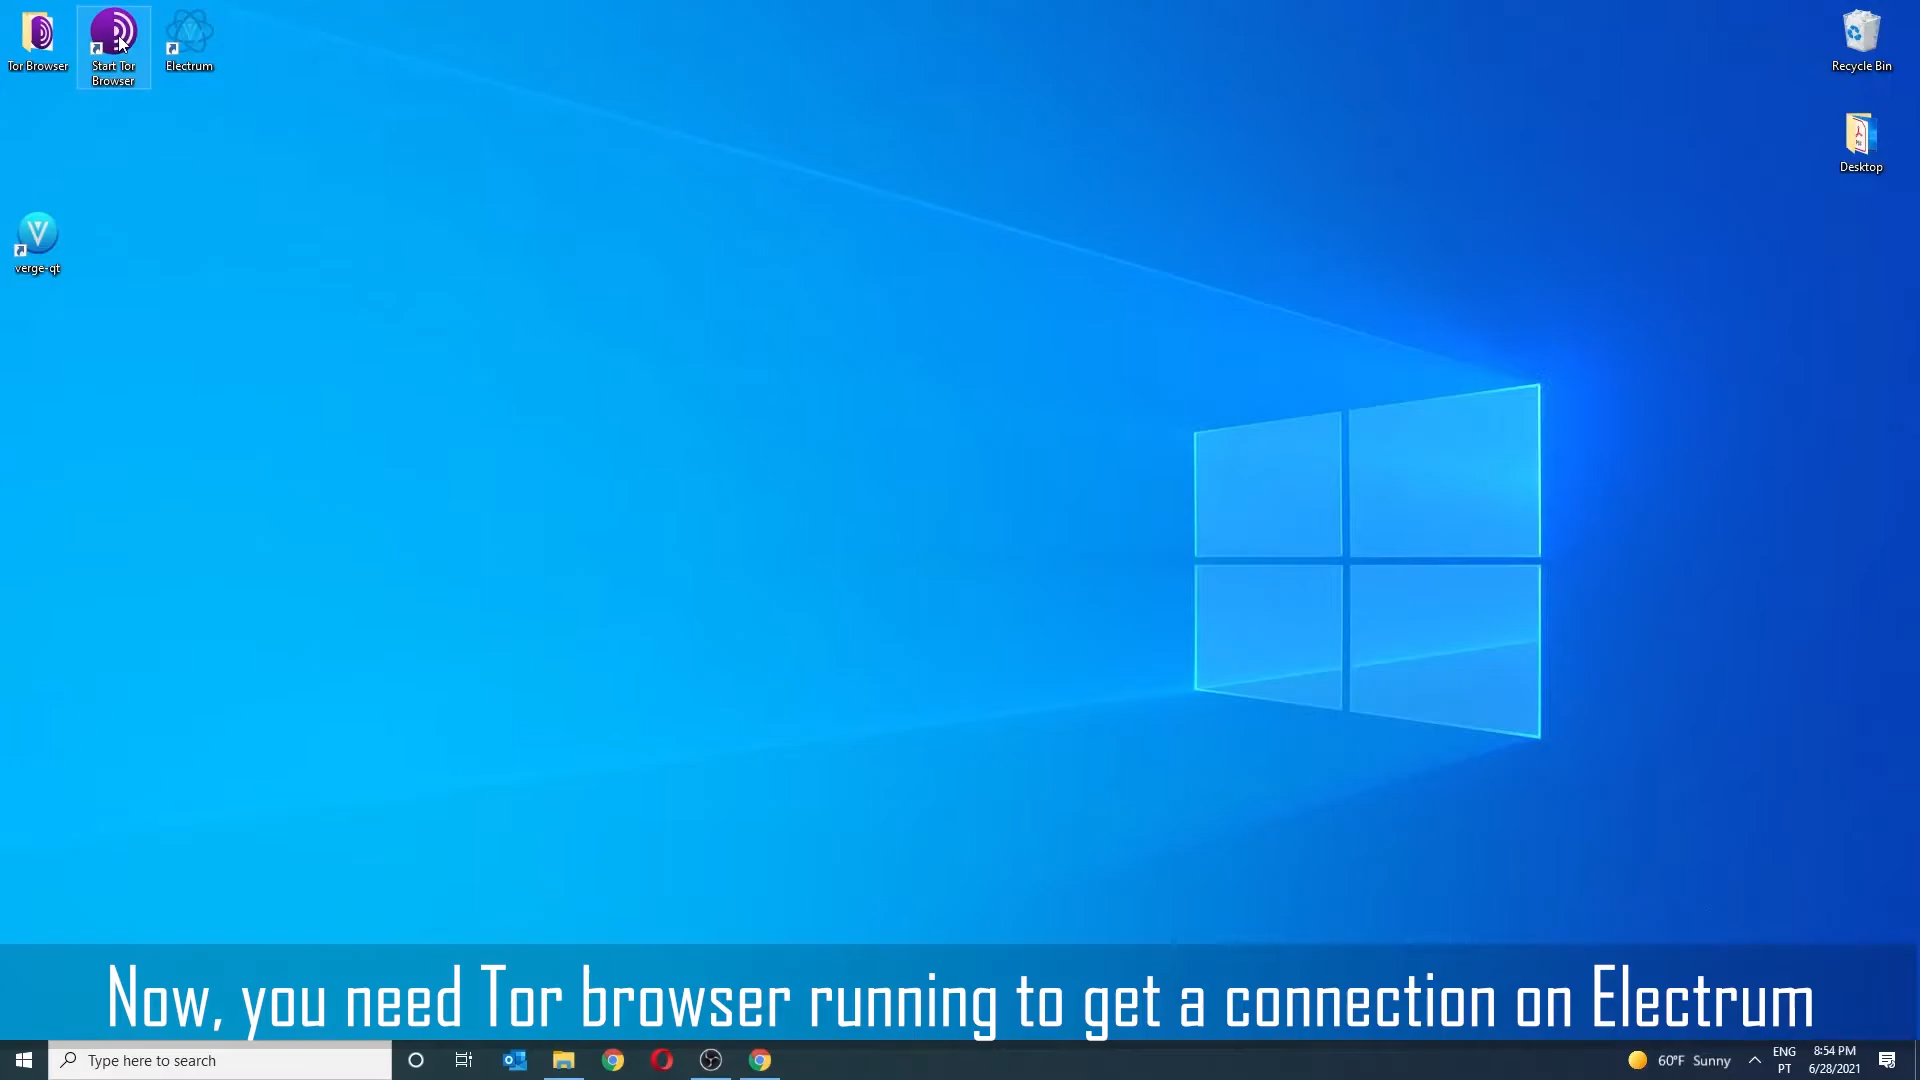 Tor Browser
Start Tor
Browser
Electrum
Recycle Bin
Desktop
verge-qt
Now, you need Tor browser running to get a connection on Electrum
Type here to search
60°F Sunny
ENG
PT
8:54 PM
6/28/2021